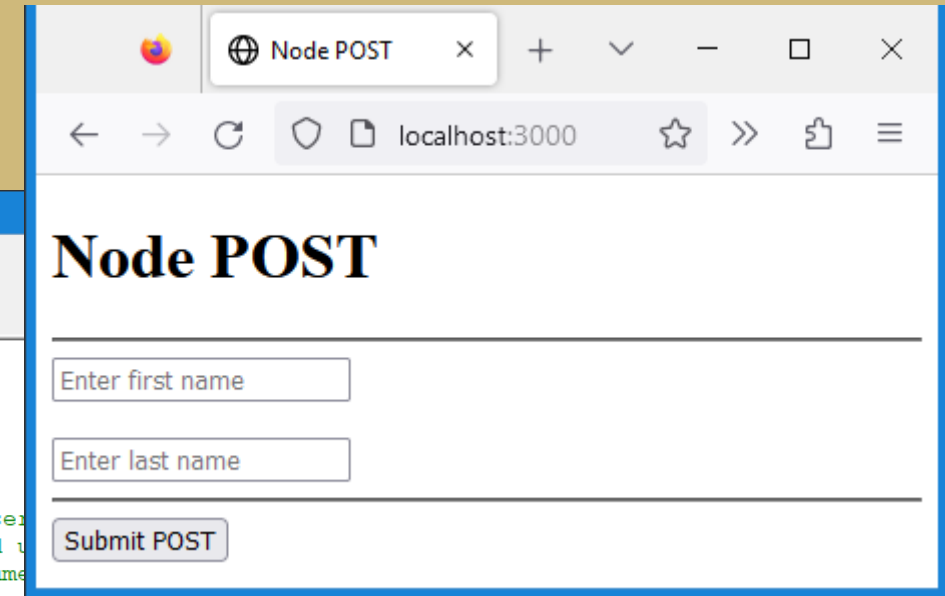 Node POST
localhost:3000
Node POST
Enter first name
Enter last name
Submit POST